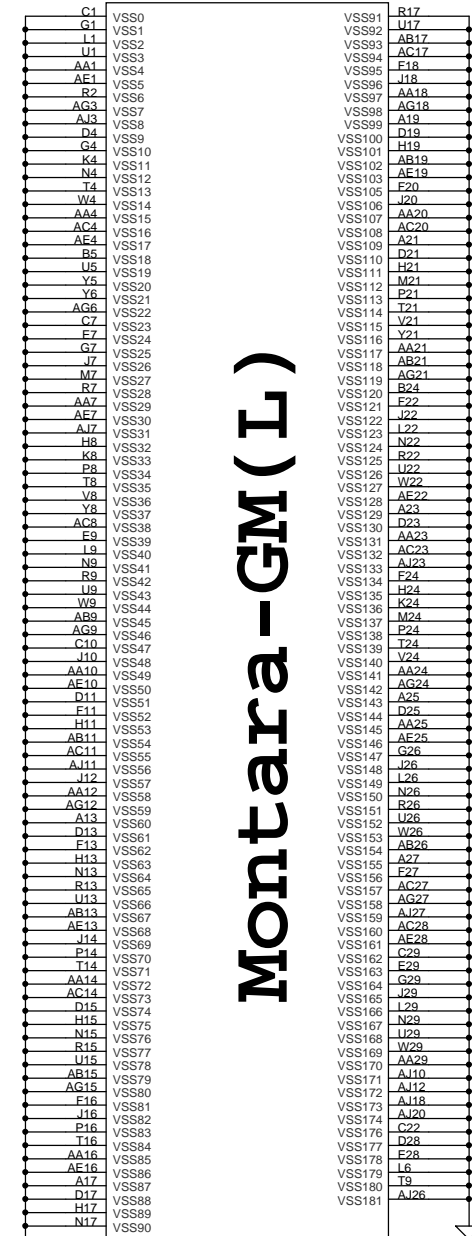 C1 VSS0
G1 VSS1
L1 VSS2
U1 VSS3
AA1 VSS4
AE1 VSS5
R2 VSS6
AG3 VSS7
AJ3 VSS8
D4 VSS9
G4 VSS10
K4 VSS11
N4 VSS12
T4 VSS13
W4 VSS14
AA4 VSS15
AC4 VSS16
AE4 VSS17
B5 VSS18
U5 VSS19
Y5 VSS20
Y6 VSS21
AG6 VSS22
C7 VSS23
E7 VSS24
G7 VSS25
J7 VSS26
M7 VSS27
R7 VSS28
AA7 VSS29
AE7 VSS30
AJ7 VSS31
H8 VSS32
K8 VSS33
P8 VSS34
T8 VSS35
V8 VSS36
Y8 VSS37
AC8 VSS38
E9 VSS39
L9 VSS40
N9 VSS41
R9 VSS42
U9 VSS43
W9 VSS44
AB9 VSS45
AG9 VSS46
C10 VSS47
J10 VSS48
AA10 VSS49
AE10 VSS50
D11 VSS51
F11 VSS52
H11 VSS53
AB11 VSS54
AC11 VSS55
AJ11 VSS56
J12 VSS57
AA12 VSS58
AG12 VSS59
A13 VSS60
D13 VSS61
F13 VSS62
H13 VSS63
N13 VSS64
R13 VSS65
U13 VSS66
AB13 VSS67
AE13 VSS68
J14 VSS69
P14 VSS70
T14 VSS71
AA14 VSS72
AC14 VSS73
D15 VSS74
H15 VSS75
N15 VSS76
R15 VSS77
U15 VSS78
AB15 VSS79
AG15 VSS80
F16 VSS81
J16 VSS82
P16 VSS83
T16 VSS84
AA16 VSS85
AE16 VSS86
A17 VSS87
D17 VSS88
H17 VSS89
N17 VSS90
Montara-GM(L)
VSS91 R17
VSS92 U17
VSS93 AB17
VSS94 AC17
VSS95 F18
VSS96 J18
VSS97 AA18
VSS98 AG18
VSS99 A19
VSS100 D19
VSS101 H19
VSS102 AB19
VSS103 AE19
VSS105 F20
VSS106 J20
VSS107 AA20
VSS108 AC20
VSS109 A21
VSS110 D21
VSS111 H21
VSS112 M21
VSS113 P21
VSS114 T21
VSS115 V21
VSS116 Y21
VSS117 AA21
VSS118 AB21
VSS119 AG21
VSS120 B24
VSS121 F22
VSS122 J22
VSS123 L22
VSS124 N22
VSS125 R22
VSS126 U22
VSS127 W22
VSS128 AE22
VSS129 A23
VSS130 D23
VSS131 AA23
VSS132 AC23
VSS133 AJ23
VSS134 F24
VSS135 H24
VSS136 K24
VSS137 M24
VSS138 P24
VSS139 T24
VSS140 V24
VSS141 AA24
VSS142 AG24
VSS143 A25
VSS144 D25
VSS145 AA25
VSS146 AE25
VSS147 G26
VSS148 J26
VSS149 L26
VSS150 N26
VSS151 R26
VSS152 U26
VSS153 W26
VSS154 AB26
VSS155 A27
VSS156 F27
VSS157 AC27
VSS158 AG27
VSS159 AJ27
VSS160 AC28
VSS161 AE28
VSS162 C29
VSS163 E29
VSS164 G29
VSS165 J29
VSS166 L29
VSS167 N29
VSS168 U29
VSS169 W29
VSS170 AA29
VSS171 AJ10
VSS172 AJ12
VSS173 AJ18
VSS174 AJ20
VSS176 C22
VSS177 D28
VSS178 E28
VSS179 L6
VSS180 T9
VSS181 AJ26